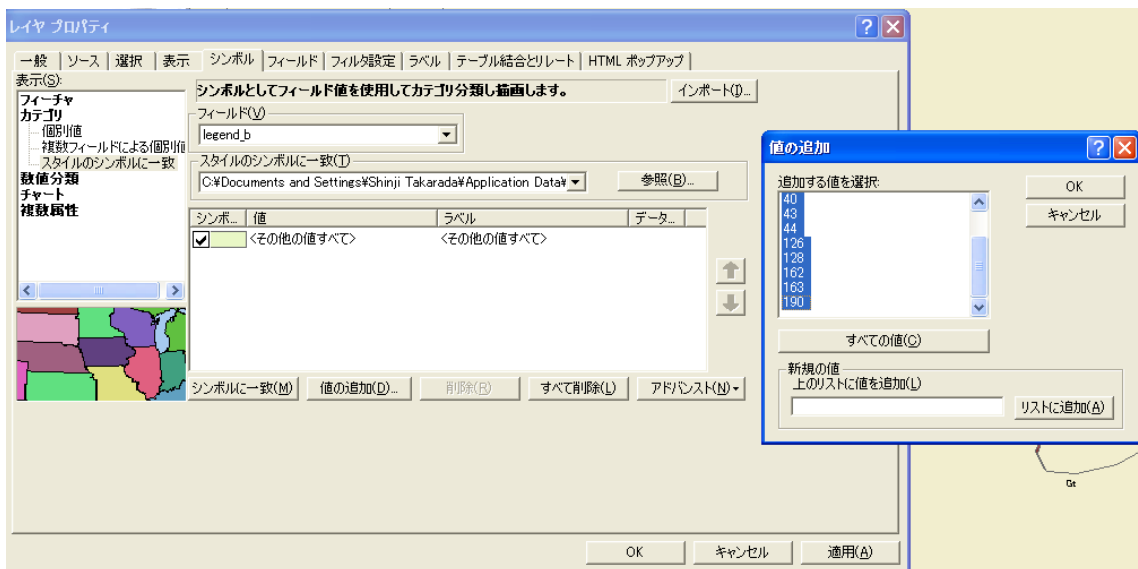 レイヤ プロパティ
一般 ソース 選択 表示 シンボル フィールド フィルタ設定 ラベル テーブル結合とリレート HTML ポップアップ
表示(S):
フィーチャ
カテゴリ
個別値
複数フィールドによる個別値
スタイルのシンボルに一致
数値分類
チャート
複数属性
シンボルとしてフィールド値を使用してカテゴリ分類し描画します。
インポート(I)...
フィールド(V)
legend_b
スタイルのシンボルに一致(T)
C:¥Documents and Settings¥Shinji Takarada¥Application Data¥
参照(B)...
シンボ... 値 ラベル データ...
<その他の値すべて> <その他の値すべて>
シンボルに一致(M) 値の追加(D)... 削除(R) すべて削除(L) アドバンスト(N)
OK キャンセル 適用(A)
値の追加
追加する値を選択:
40
43
44
126
128
162
163
190
OK
キャンセル
すべての値(C)
新規の値
上のリストに値を追加(L)
リストに追加(A)
Gt